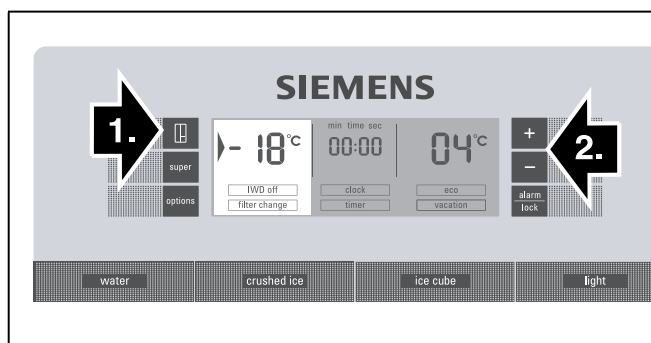 SIEMENS
1.
super
options
- 18°C
IWD off
filter change
min time sec
00:00
clock
timer
04°C
eco
vacation
+
-
alarm
lock
2.
water
crushed ice
ice cube
light